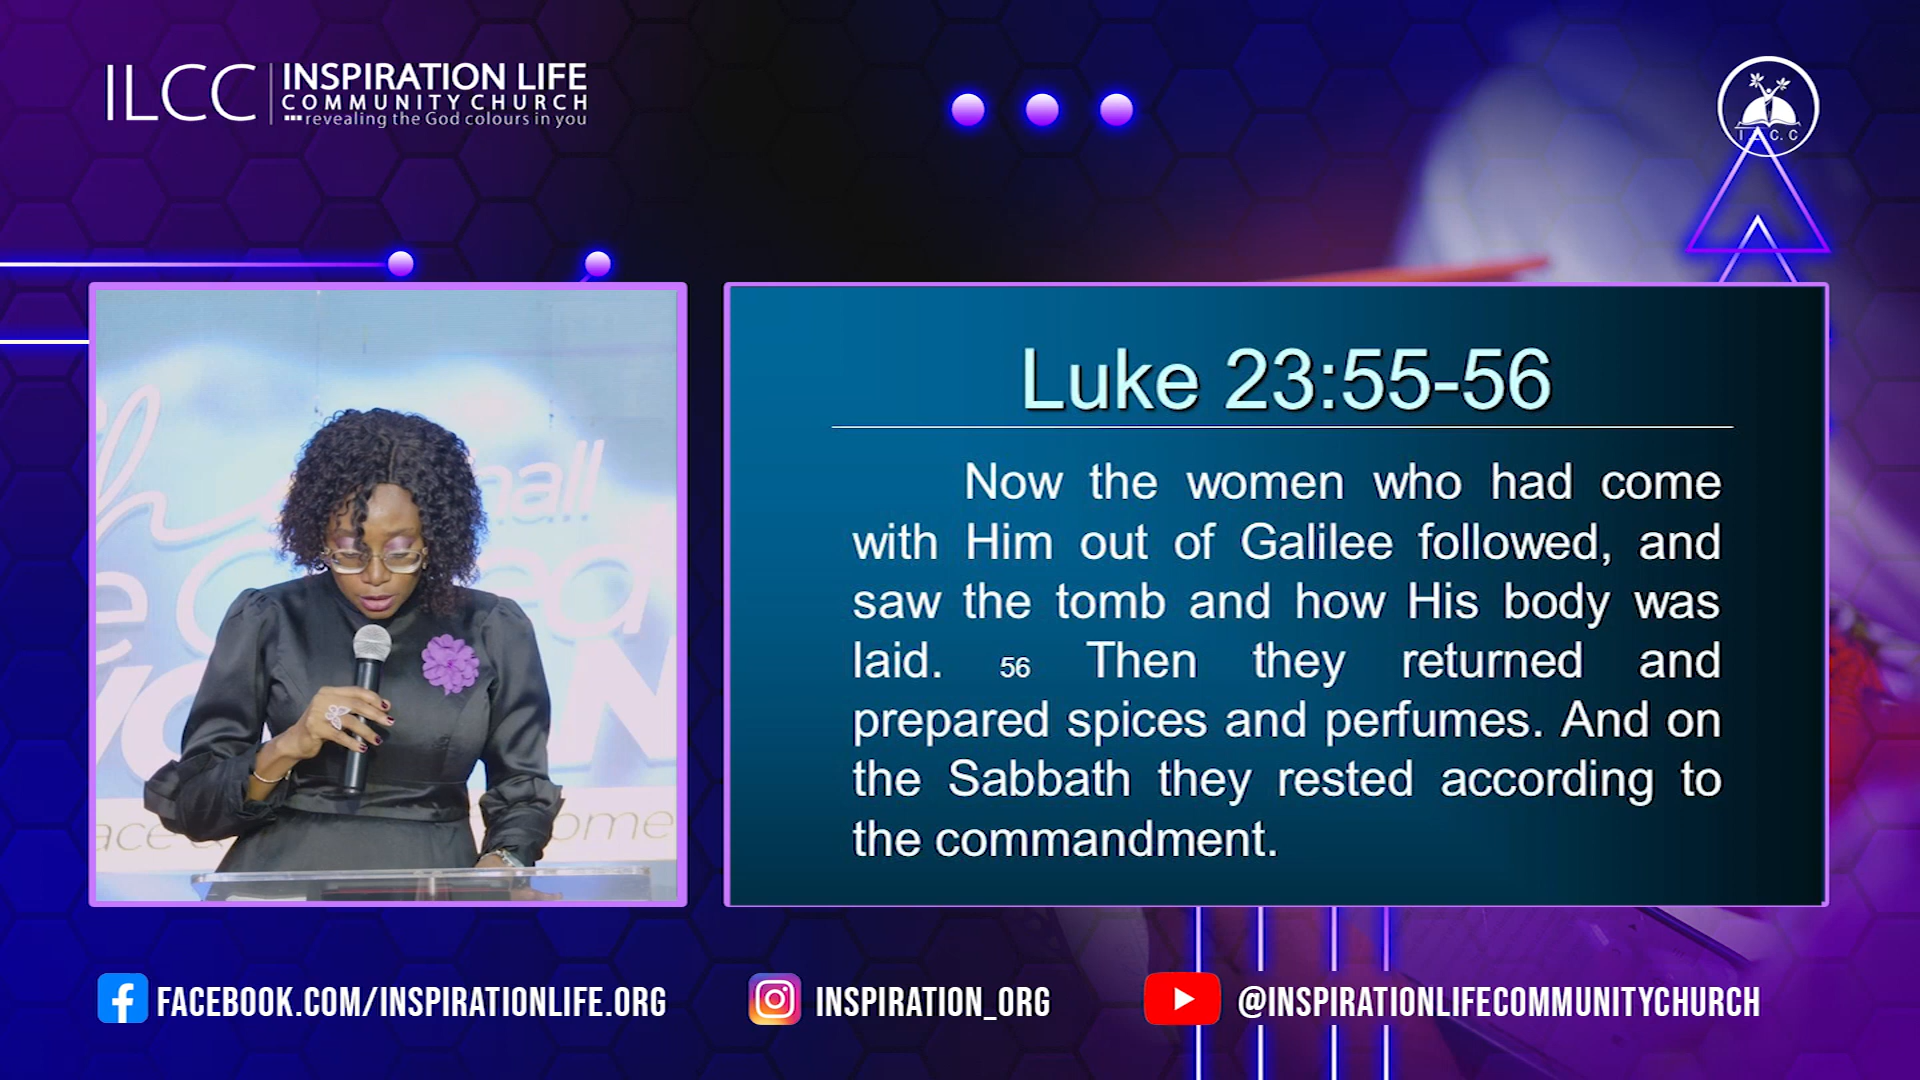 ILCC
INSPIRATION LIFE
COMMUNITY CHURCH
...revealing the God colours in you
Luke 23:55-56
Now the women who had come
with Him out of Galilee followed, and
saw the tomb and how His body was
laid. 56 Then they returned and
prepared spices and perfumes. And on
the Sabbath they rested according to
the commandment.
FACEBOOK.COM/INSPIRATIONLIFE.ORG
INSPIRATION_ORG
@INSPIRATIONLIFECOMMUNITYCHURCH